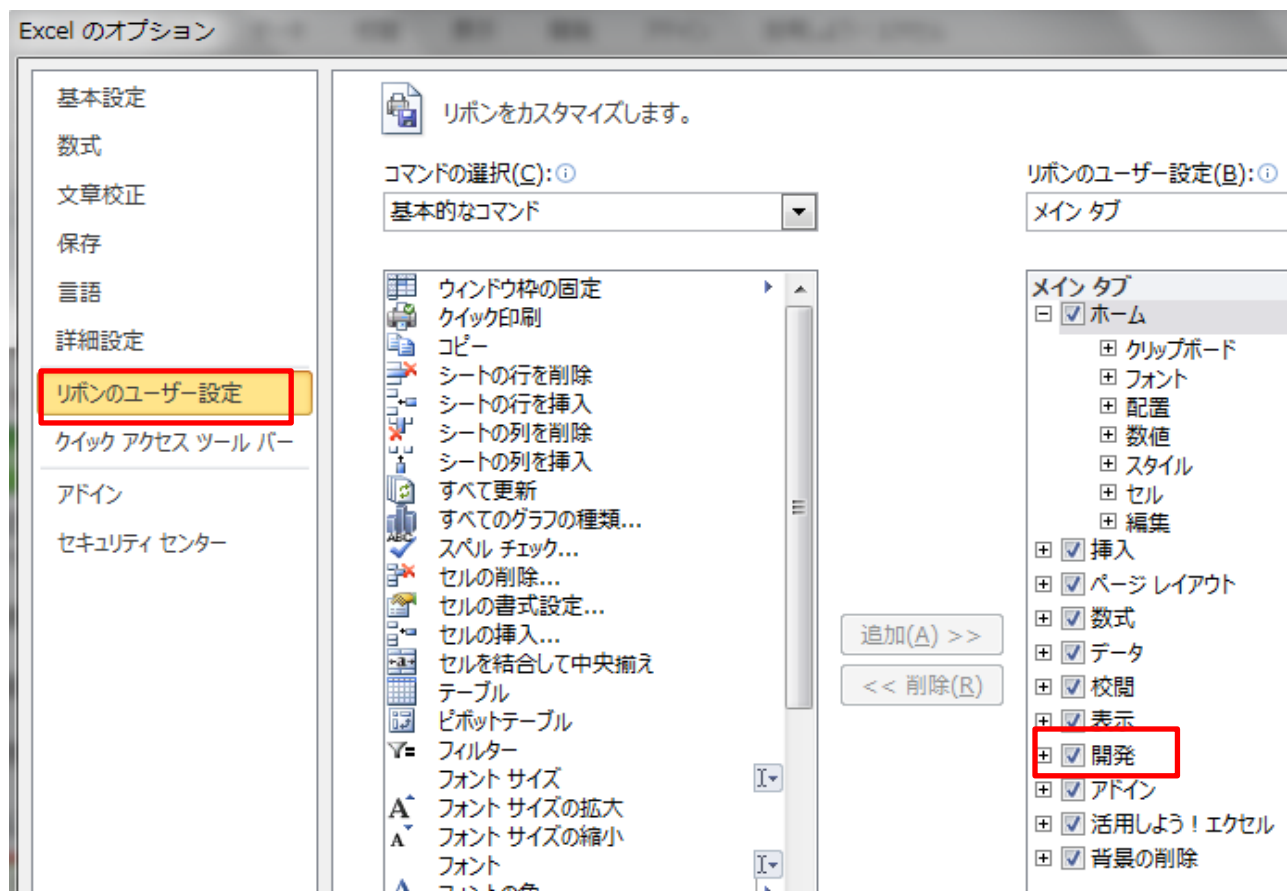 Excel のオプション
基本設定
数式
文章校正
保存
言語
詳細設定
リボンのユーザー設定
クイック アクセス ツール バー
アドイン
セキュリティ センター
リボンをカスタマイズします。
コマンドの選択(C):
基本的なコマンド
ウィンドウ枠の固定
クイック印刷
コピー
シートの行を削除
シートの行を挿入
シートの列を削除
シートの列を挿入
すべて更新
すべてのグラフの種類...
スペル チェック...
セルの削除...
セルの書式設定...
セルの挿入...
セルを結合して中央揃え
テーブル
ピボットテーブル
フィルター
フォント サイズ
フォント サイズの拡大
フォント サイズの縮小
フォント
フォントの色
追加(A) >>
<< 削除(R)
リボンのユーザー設定(B):
メイン タブ
メイン タブ
ホーム
クリップボード
フォント
配置
数値
スタイル
セル
編集
挿入
ページ レイアウト
数式
データ
校閲
表示
開発
アドイン
活用しよう！エクセル
背景の削除